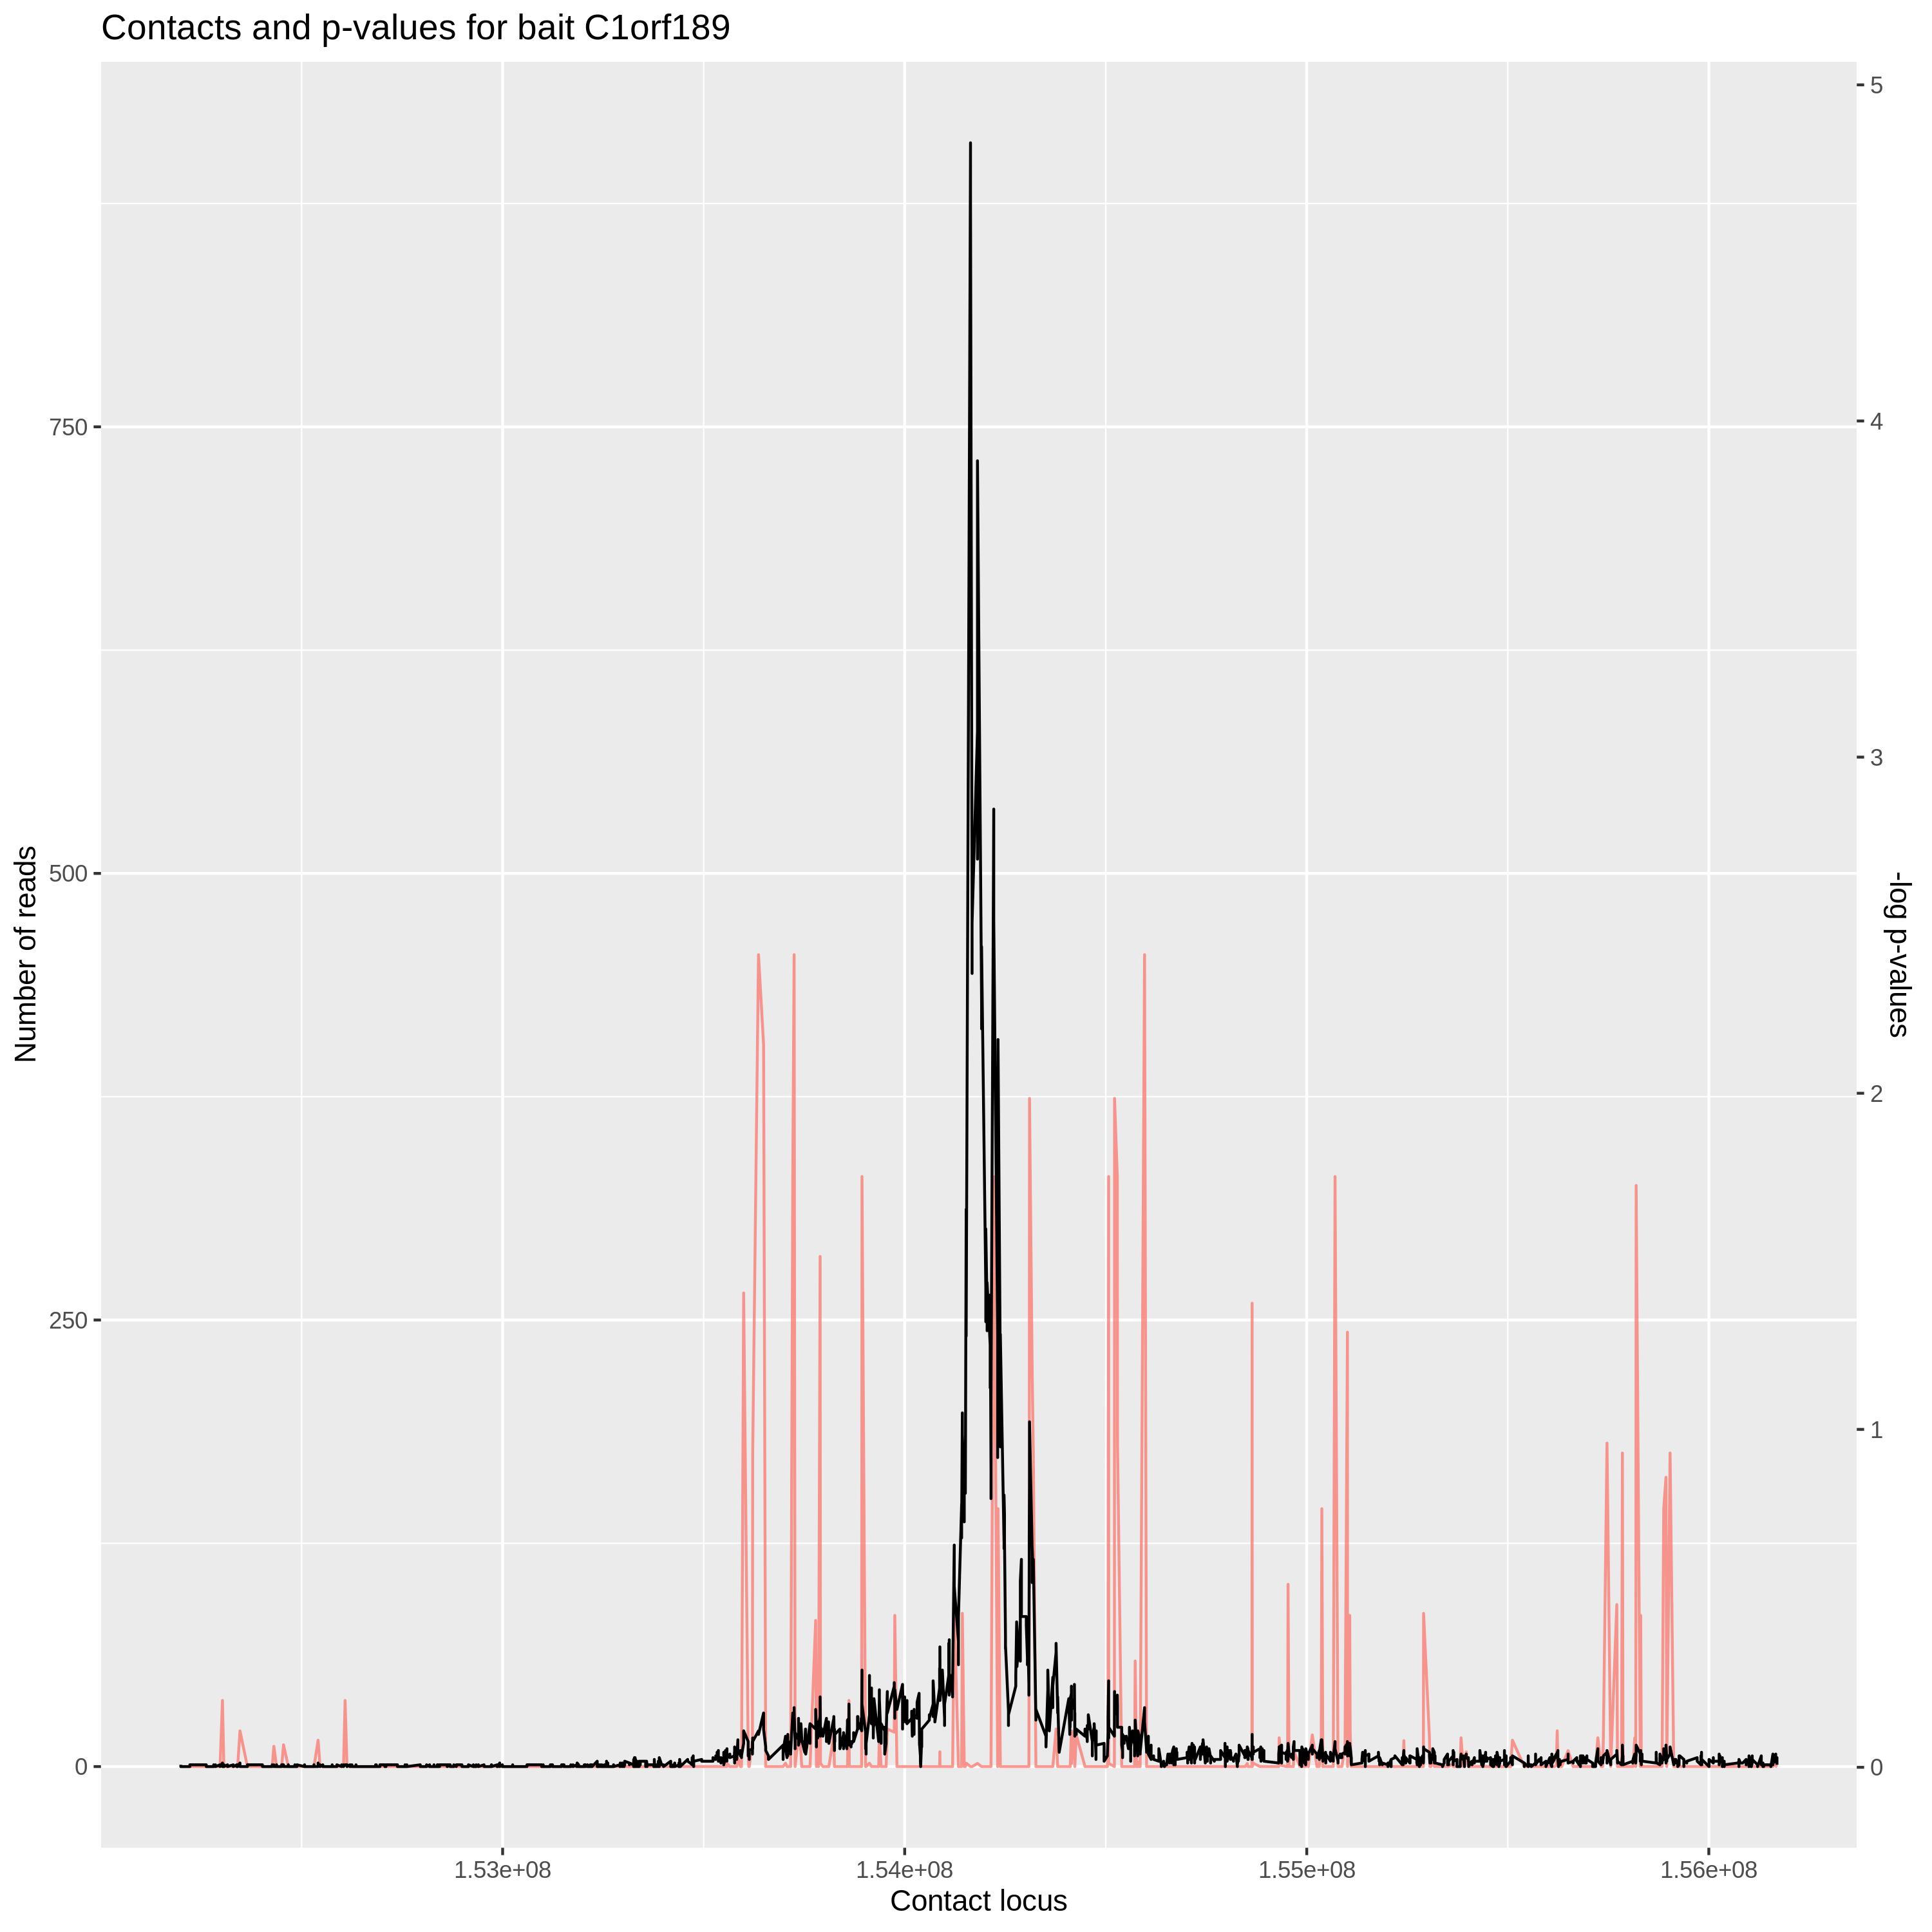 Contacts and p-values for bait C1orf189
Number of reads
750
500
250
0
5
4
3
2
1
0
-log p-values
1.53e+08
1.54e+08
1.55e+08
1.56e+08
Contact locus